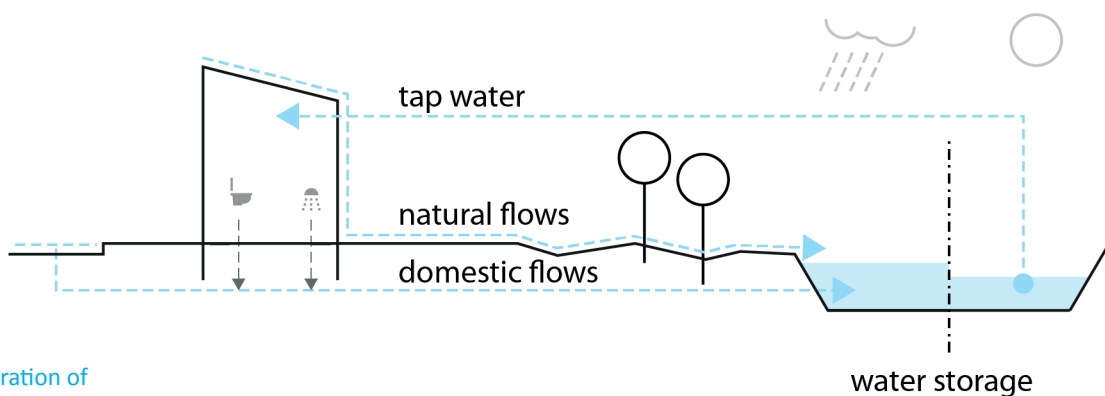 tap water
natural flows
domestic flows
ration of
water storage